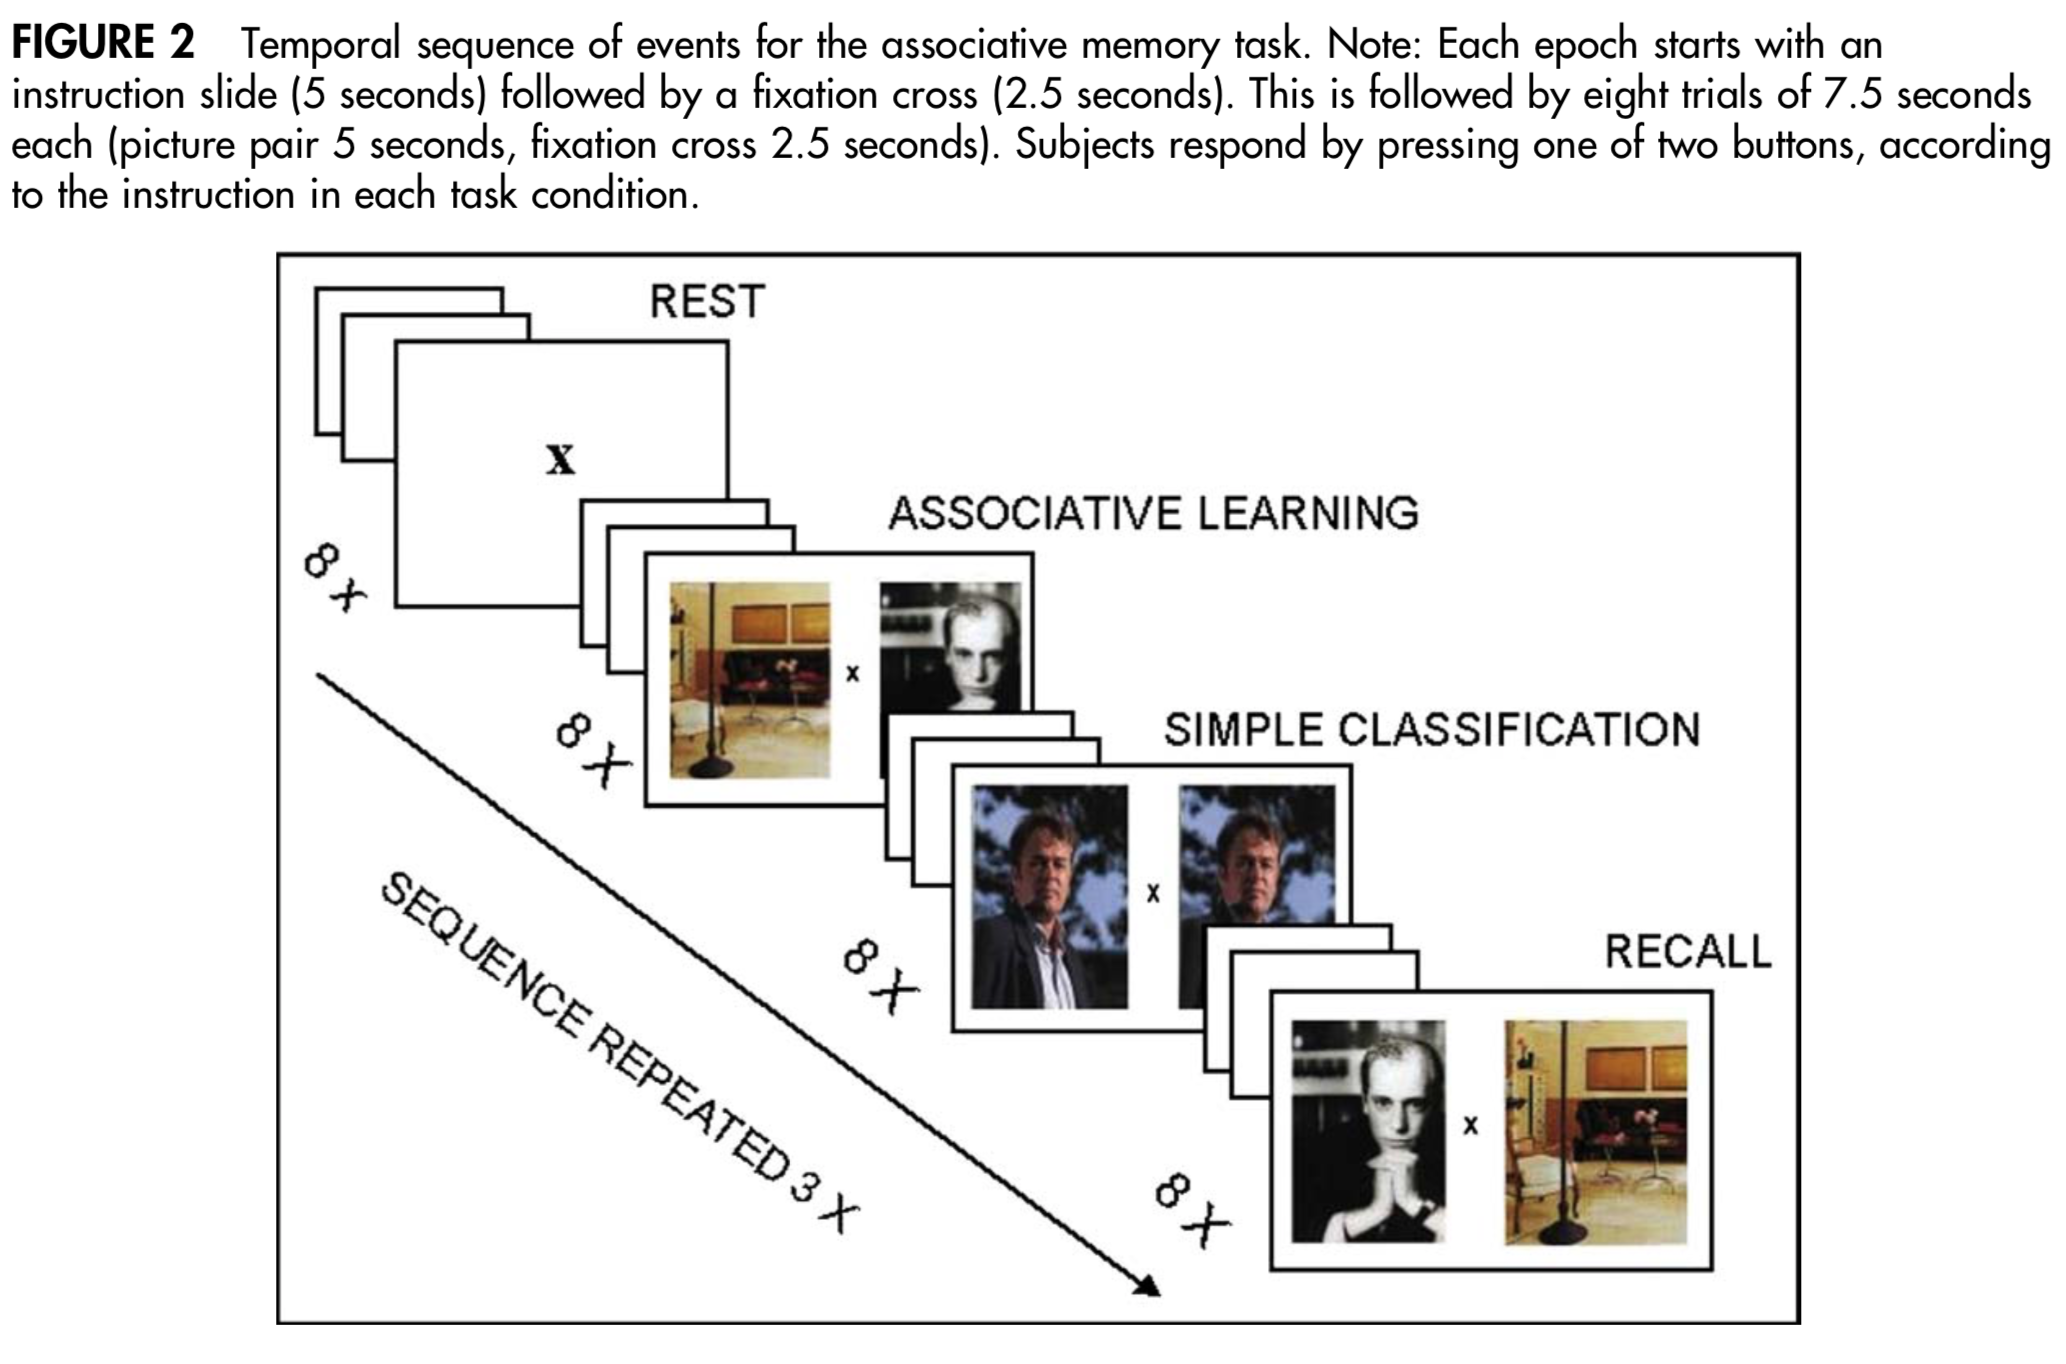 FIGURE 2 Temporal sequence of events for the associative memory task. Note: Each epoch starts with an
instruction slide (5 seconds) followed by a fixation cross (2.5 seconds). This is followed by eight trials of 7.5 seconds
each (picture pair 5 seconds, fixation cross 2.5 seconds). Subjects respond by pressing one of two buttons, according
to the instruction in each task condition.
REST
X
8 X
ASSOCIATIVE LEARNING
X
8 X
SIMPLE CLASSIFICATION
X
8 X
RECALL
X
8 X
SEQUENCE REPEATED 3 X